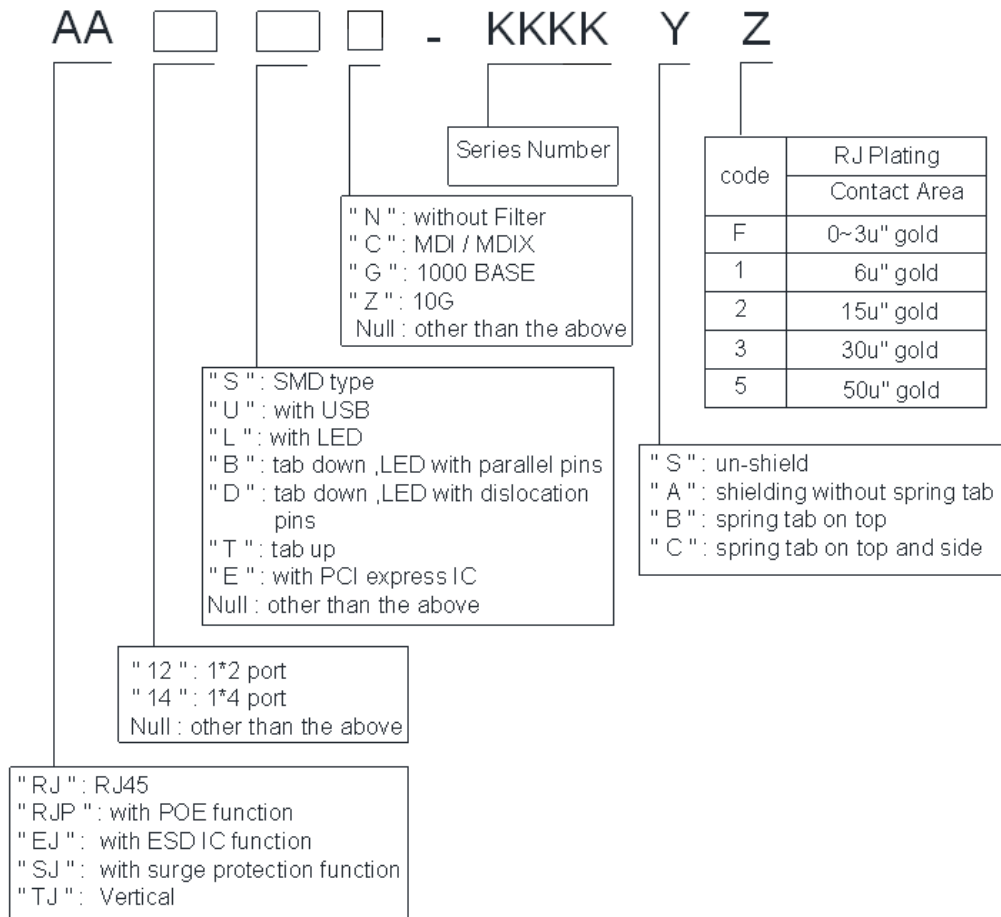 AA - KKKK Y Z
Series Number
code RJ Plating
Contact Area
F 0~3u" gold
1 6u" gold
2 15u" gold
3 30u" gold
5 50u" gold
" N " : without Filter
" C " : MDI / MDIX
" G " : 1000 BASE
" Z " : 10G
Null : other than the above
" S " : SMD type
" U " : with USB
" L " : with LED
" B " : tab down ,LED with parallel pins
" D " : tab down ,LED with dislocation
pins
" T " : tab up
" E " : with PCI express IC
Null : other than the above
" S " : un-shield
" A " : shielding without spring tab
" B " : spring tab on top
" C " : spring tab on top and side
" 12 " : 1*2 port
" 14 " : 1*4 port
Null : other than the above
" RJ " : RJ45
" RJP " : with POE function
" EJ " : with ESD IC function
" SJ " : with surge protection function
" TJ " : Vertical